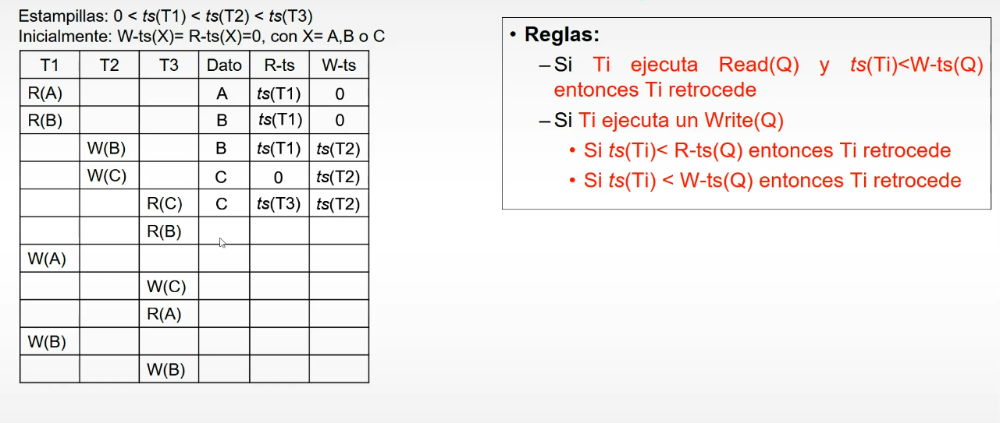 Estampillas: 0 < ts(T1) < ts(T2) < ts(T3)
Inicialmente: W-ts(X)= R-ts(X)=0, con X= A,B o C
T1 T2 T3 Dato R-ts W-ts
R(A) A ts(T1) 0
R(B) B ts(T1) 0
W(B) B ts(T1) ts(T2)
W(C) C 0 ts(T2)
R(C) C ts(T3) ts(T2)
R(B)
W(A)
W(C)
R(A)
W(B)
W(B)
• Reglas:
–Si Ti ejecuta Read(Q) y ts(Ti)<W-ts(Q)
entonces Ti retrocede
–Si Ti ejecuta un Write(Q)
• Si ts(Ti)< R-ts(Q) entonces Ti retrocede
• Si ts(Ti) < W-ts(Q) entonces Ti retrocede